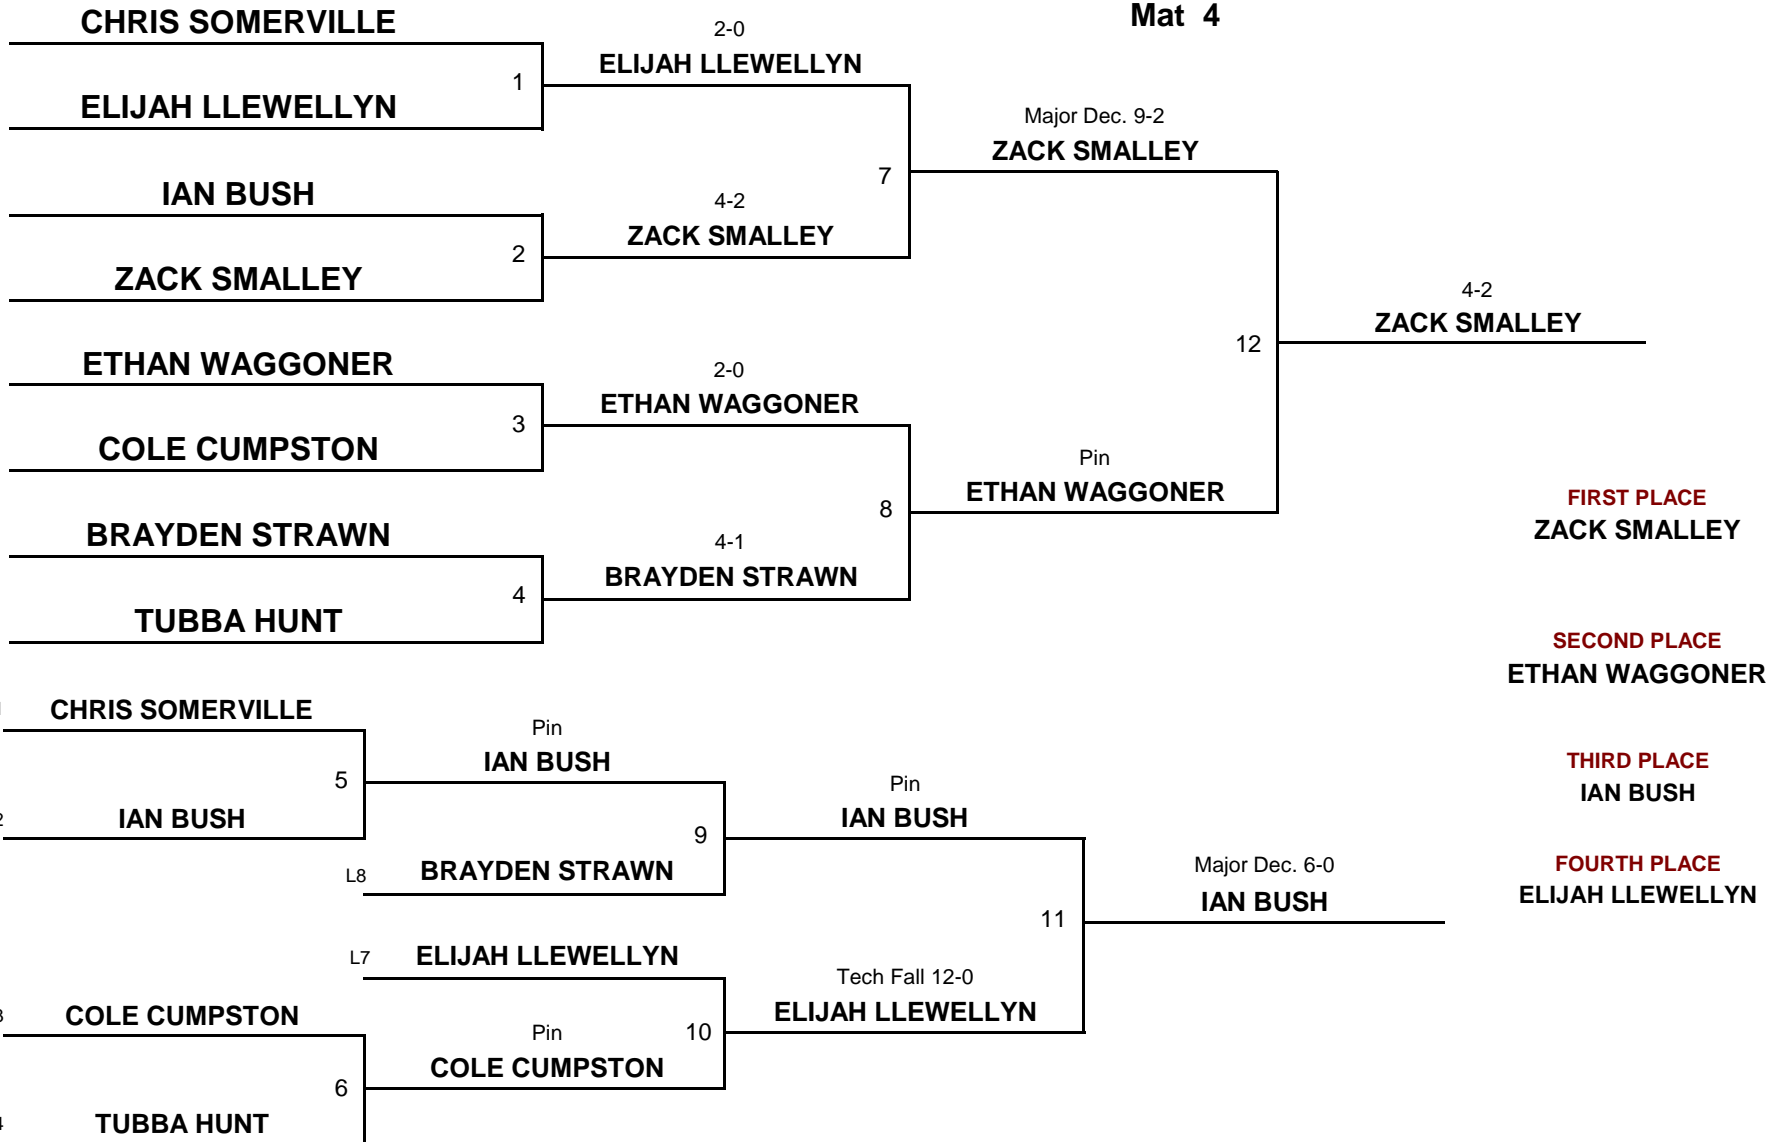 Mat 4
CHRIS SOMERVILLE
2-0
ELIJAH LLEWELLYN
1
ELIJAH LLEWELLYN
Major Dec. 9-2
ZACK SMALLEY
7
IAN BUSH
4-2
ZACK SMALLEY
2
ZACK SMALLEY
4-2
ZACK SMALLEY
12
ETHAN WAGGONER
2-0
ETHAN WAGGONER
3
COLE CUMPSTON
Pin
ETHAN WAGGONER
8
BRAYDEN STRAWN
4-1
BRAYDEN STRAWN
4
TUBBA HUNT
FIRST PLACE
ZACK SMALLEY
SECOND PLACE
ETHAN WAGGONER
THIRD PLACE
IAN BUSH
FOURTH PLACE
ELIJAH LLEWELLYN
CHRIS SOMERVILLE
Pin
IAN BUSH
5
2
IAN BUSH
Pin
IAN BUSH
9
L8
BRAYDEN STRAWN
Major Dec. 6-0
IAN BUSH
11
L7
ELIJAH LLEWELLYN
Tech Fall 12-0
ELIJAH LLEWELLYN
10
3
COLE CUMPSTON
Pin
COLE CUMPSTON
6
4
TUBBA HUNT